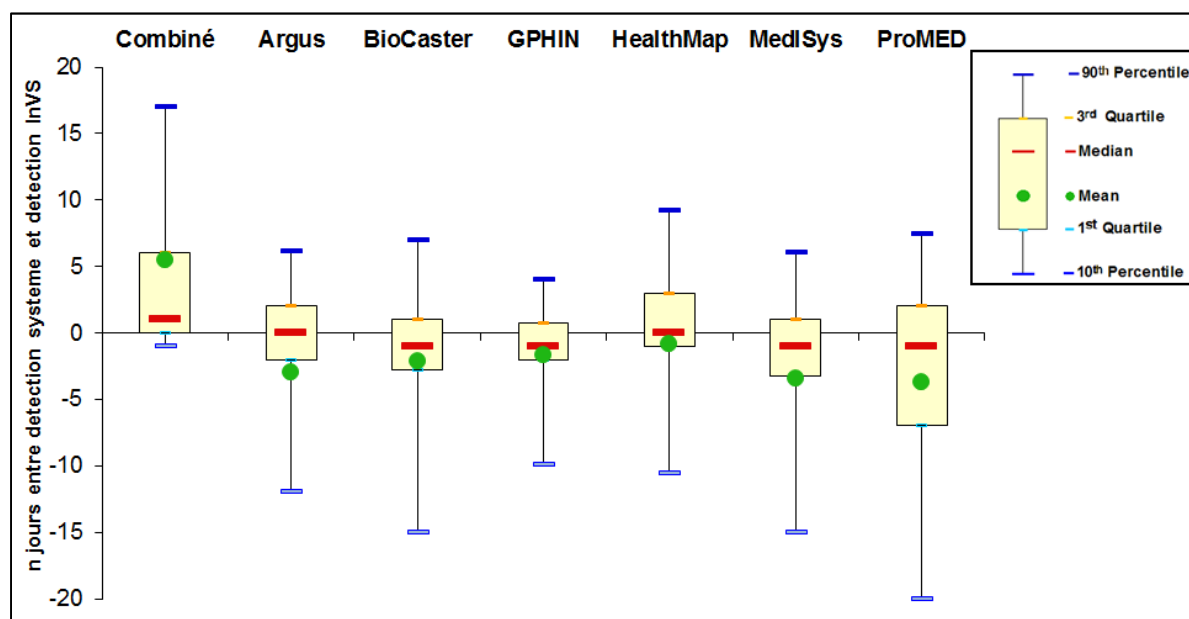 Combiné Argus BioCaster GPHIN HealthMap MedISys ProMED
n jours entre detection systeme et detection InVS
20
15
10
5
0
-5
-10
-15
-20
90th Percentile
3rd Quartile
Median
Mean
1st Quartile
10th Percentile